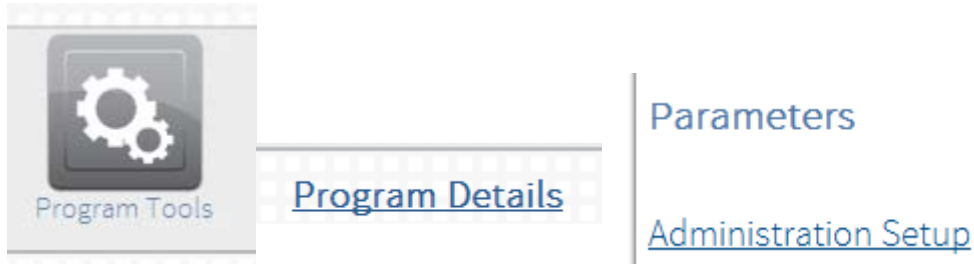 Program Tools
Program Details
Parameters
Administration Setup